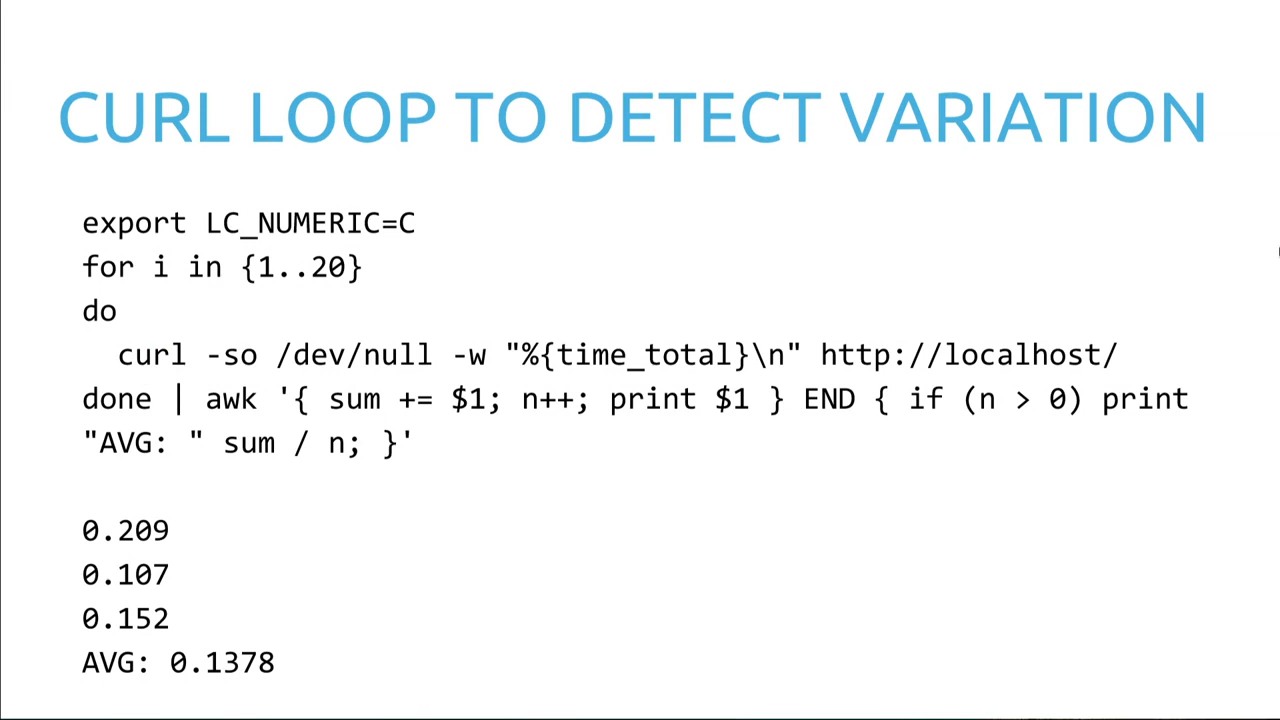 CURL LOOP TO DETECT VARIATION
export LC_NUMERIC=C
for i in {1..20}
do
  curl -so /dev/null -w "%{time_total}\n" http://localhost/
done | awk '{ sum += $1; n++; print $1 } END { if (n > 0) print
"AVG: " sum / n; }'
0.209
0.107
0.152
AVG: 0.1378